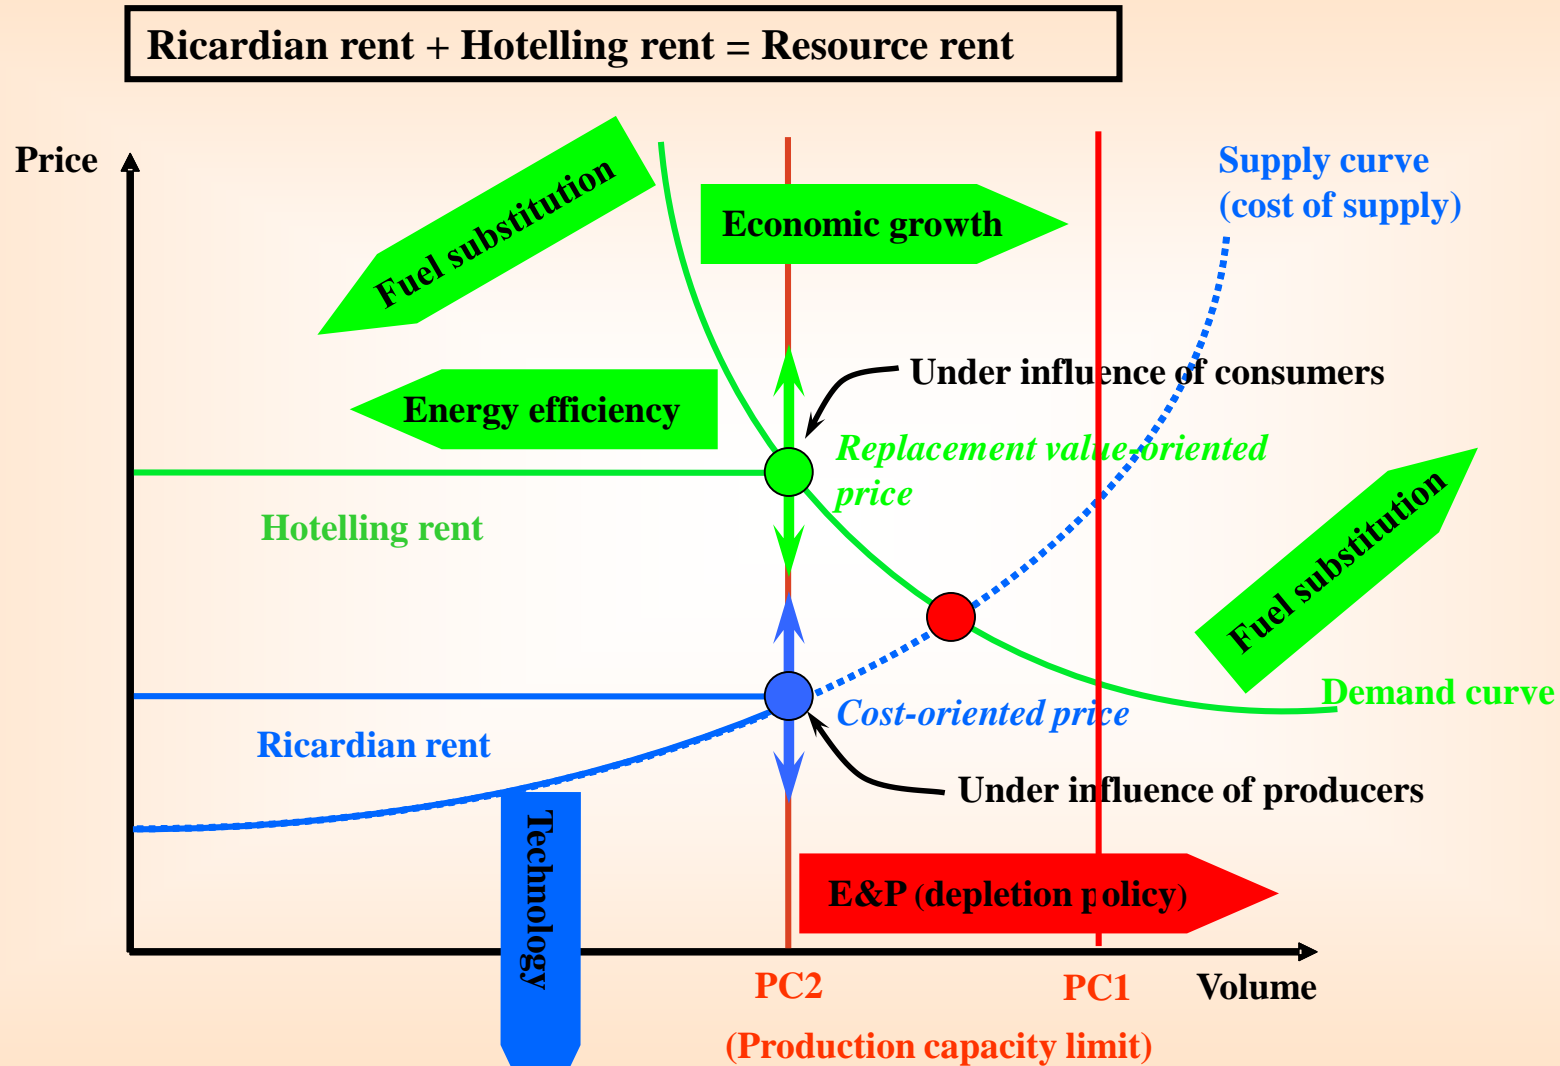 Ricardian rent + Hotelling rent = Resource rent
Price
Fuel substitution
Economic growth
Supply curve
(cost of supply)
Under influence of consumers
Energy efficiency
Replacement value-oriented
price
Hotelling rent
Fuel substitution
Demand curve
Cost-oriented price
Ricardian rent
Under influence of producers
Technology
E&P (depletion policy)
PC2
PC1
Volume
(Production capacity limit)